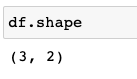 df.shape
(3, 2)